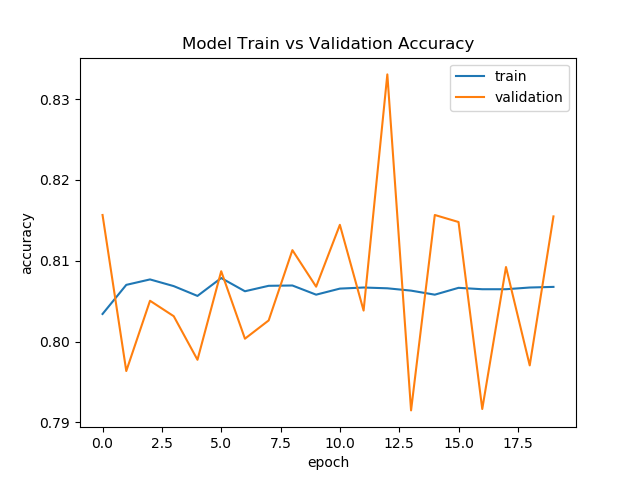 Model Train vs Validation Accuracy
train
validation
0.83
0.82
0.81
0.80
0.79
accuracy
0.0 2.5 5.0 7.5 10.0 12.5 15.0 17.5
epoch